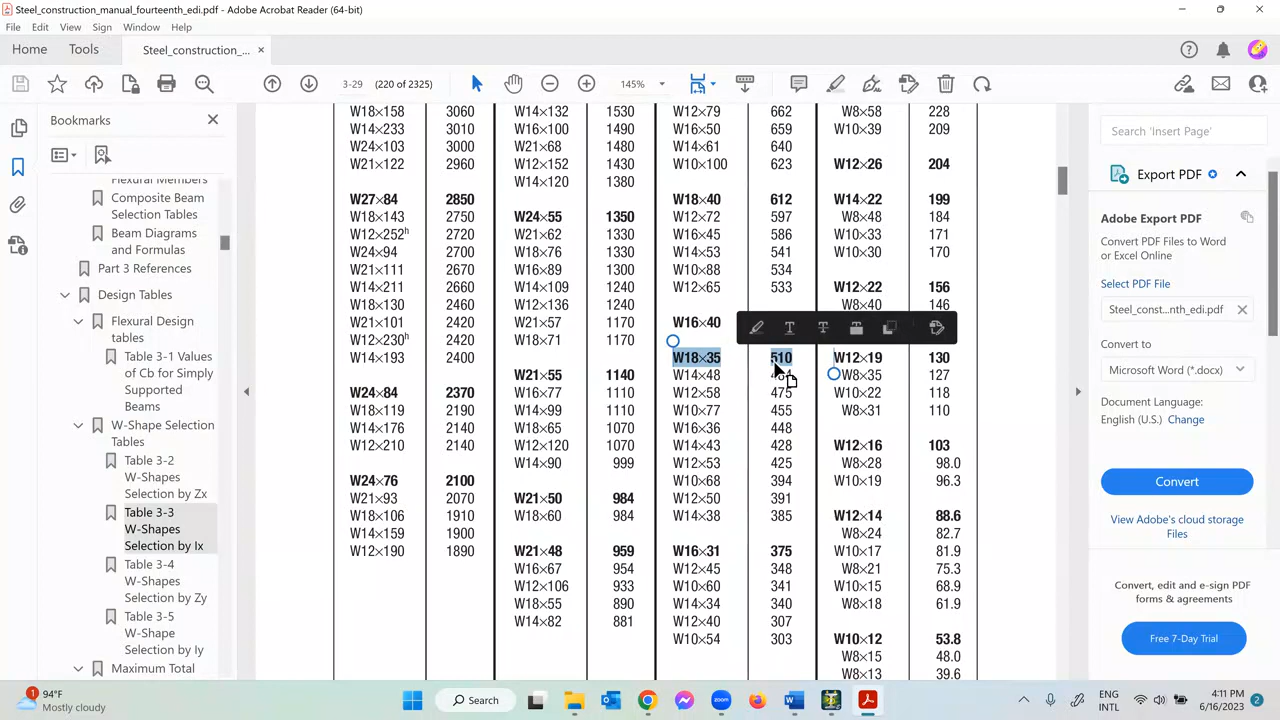 Steel_construction_manual_fourteenth_edi.pdf - Adobe Acrobat Reader (64-bit)
File Edit View Sign Window Help
Home Tools Steel_construction_... ×
3-29 (220 of 2325) 145%
Bookmarks
Flexural Members
Composite Beam
Selection Tables
Beam Diagrams
and Formulas
Part 3 References
Design Tables
Flexural Design
tables
Table 3-1 Values
of Cb for Simply
Supported
Beams
W-Shape Selection
Tables
Table 3-2
W-Shapes
Selection by Zx
Table 3-3
W-Shapes
Selection by Ix
Table 3-4
W-Shapes
Selection by Zy
Table 3-5
W-Shape
Selection by Iy
Maximum Total
W18×158 3060
W14×233 3010
W24×103 3000
W21×122 2960
W27×84 2850
W18×143 2750
W12×252h 2720
W24×94 2700
W21×111 2670
W14×211 2660
W18×130 2460
W21×101 2420
W12×230h 2420
W14×193 2400
W24×84 2370
W18×119 2190
W14×176 2140
W12×210 2140
W24×76 2100
W21×93 2070
W18×106 1910
W14×159 1900
W12×190 1890
W14×132 1530
W16×100 1490
W21×68 1480
W12×152 1430
W14×120 1380
W24×55 1350
W21×62 1330
W18×76 1330
W16×89 1300
W14×109 1240
W12×136 1240
W21×57 1170
W18×71 1170
W21×55 1140
W16×77 1110
W14×99 1110
W18×65 1070
W12×120 1070
W14×90 999
W21×50 984
W18×60 984
W21×48 959
W16×67 954
W12×106 933
W18×55 890
W14×82 881
W12×79 662
W16×50 659
W14×61 640
W10×100 623
W18×40 612
W12×72 597
W16×45 586
W14×53 541
W10×88 534
W12×65 533
W16×40
W18×35 510
W14×48
W12×58 475
W10×77 455
W16×36 448
W14×43 428
W12×53 425
W10×68 394
W12×50 391
W14×38 385
W16×31 375
W12×45 348
W10×60 341
W14×34 340
W12×40 307
W10×54 303
W8×58 228
W10×39 209
W12×26 204
W14×22 199
W8×48 184
W10×33 171
W10×30 170
W12×22 156
W8×40 146
W12×19 130
W8×35 127
W10×22 118
W8×31 110
W12×16 103
W8×28 98.0
W10×19 96.3
W12×14 88.6
W8×24 82.7
W10×17 81.9
W8×21 75.3
W10×15 68.9
W8×18 61.9
W10×12 53.8
W8×15 48.0
W8×13 39.6
Search 'Insert Page'
Export PDF
Adobe Export PDF
Convert PDF Files to Word
or Excel Online
Select PDF File
Steel_const...nth_edi.pdf
Convert to
Microsoft Word (*.docx)
Document Language:
English (U.S.) Change
Convert
View Adobe's cloud storage
Files
Convert, edit and e-sign PDF
forms & agreements
Free 7-Day Trial
1
94°F
Mostly cloudy
Search
zoom
ENG
INTL
4:11 PM
6/16/2023
2